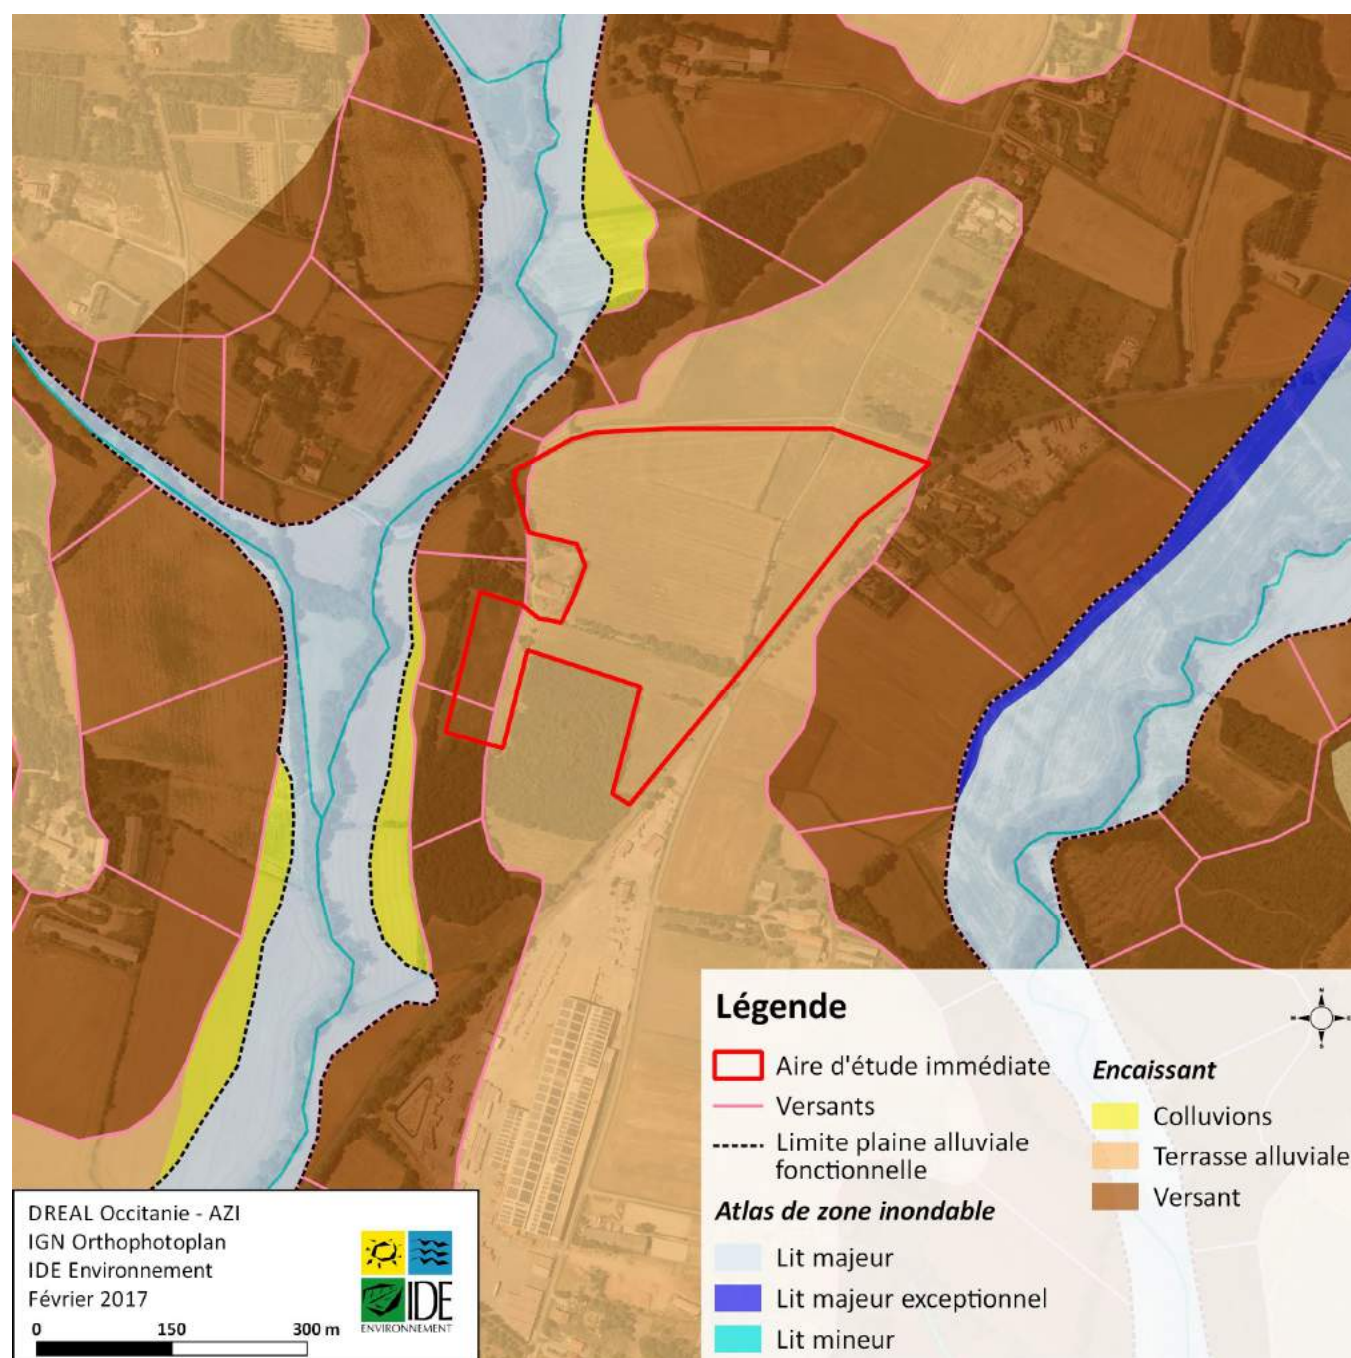 Légende
Aire d'étude immédiate
Versants
Limite plaine alluviale
fonctionnelle
Atlas de zone inondable
Lit majeur
Lit majeur exceptionnel
Lit mineur
Encaissant
Colluvions
Terrasse alluviale
Versant
N
S
DREAL Occitanie - AZI
IGN Orthophotoplan
IDE Environnement
Février 2017
0 150 300 m
IDE
ENVIRONNEMENT